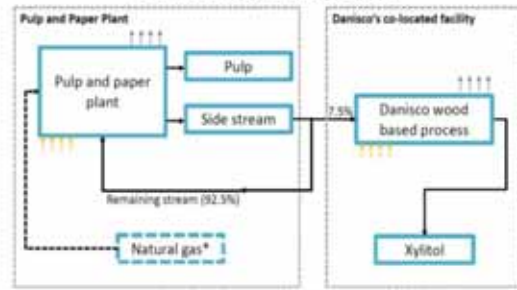 Pulp and Paper Plant
Danisco's co-located facility
Pulp and paper
plant
Pulp
Side stream
7.5%
Danisco wood
based process
Remaining stream (92.5%)
Natural gas*
Xylitol